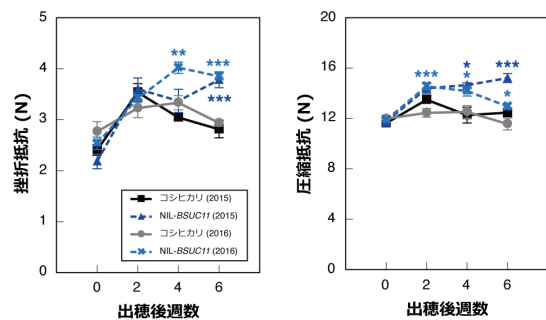 5
4
3
2
1
0
挫折抵抗 (N)
** ***
***
コシヒカリ (2015)
NIL-BSUC11 (2015)
コシヒカリ (2016)
NIL-BSUC11 (2016)
0 2 4 6
出穂後週数
20
16
12
8
4
0
圧縮抵抗 (N)
* ***
*** *
*
0 2 4 6
出穂後週数